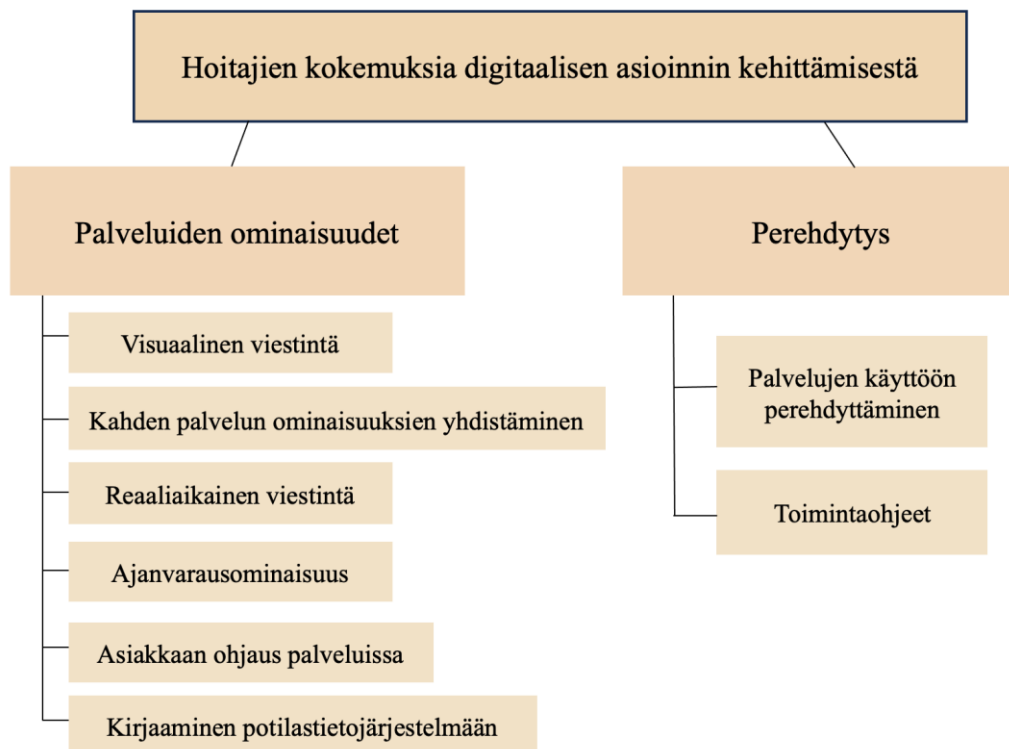 Hoitajien kokemuksia digitaalisen asioinnin kehittämisestä
Palveluiden ominaisuudet
Visuaalinen viestintä
Kahden palvelun ominaisuuksien yhdistäminen
Reaaliaikainen viestintä
Ajanvarausominaisuus
Asiakkaan ohjaus palveluissa
Kirjaaminen potilastietojärjestelmään
Perehdytys
Palvelujen käyttöön
perehdyttäminen
Toimintaohjeet